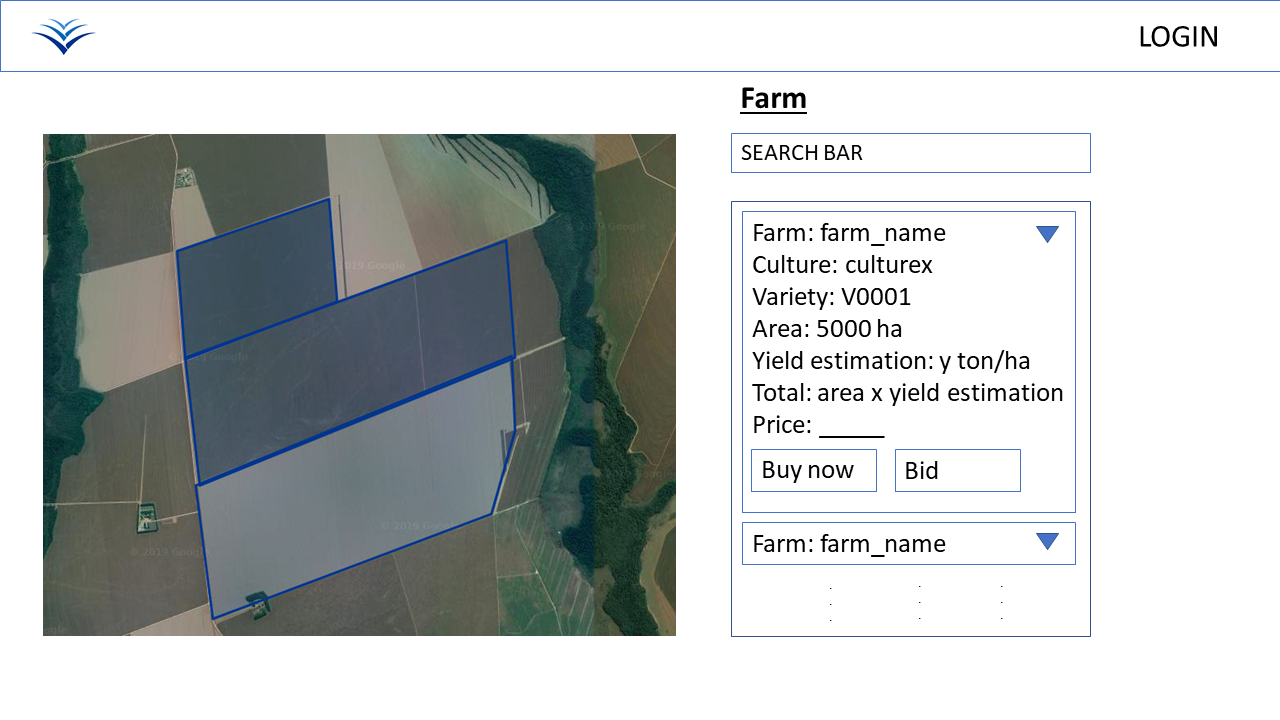 LOGIN
Farm
SEARCH BAR
Farm: farm_name
Culture: culturex
Variety: V0001
Area: 5000 ha
Yield estimation: y ton/ha
Total: area x yield estimation
Price: _____
Buy now
Bid
Farm: farm_name
© 2019 Google
© 2019 Google
© 2019 Google
© 2019 Google
© 2019 Google